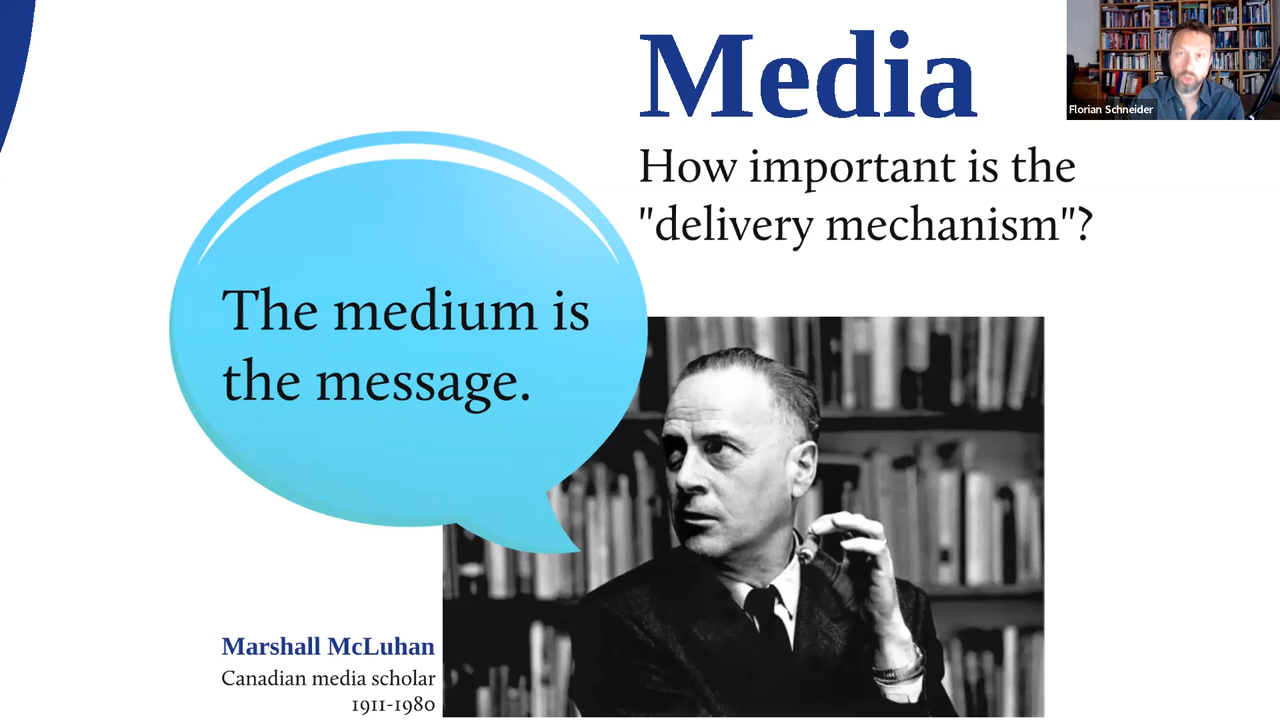 Media
Florian Schneider
How important is the
"delivery mechanism"?
The medium is
the message.
Marshall McLuhan
Canadian media scholar
1911-1980